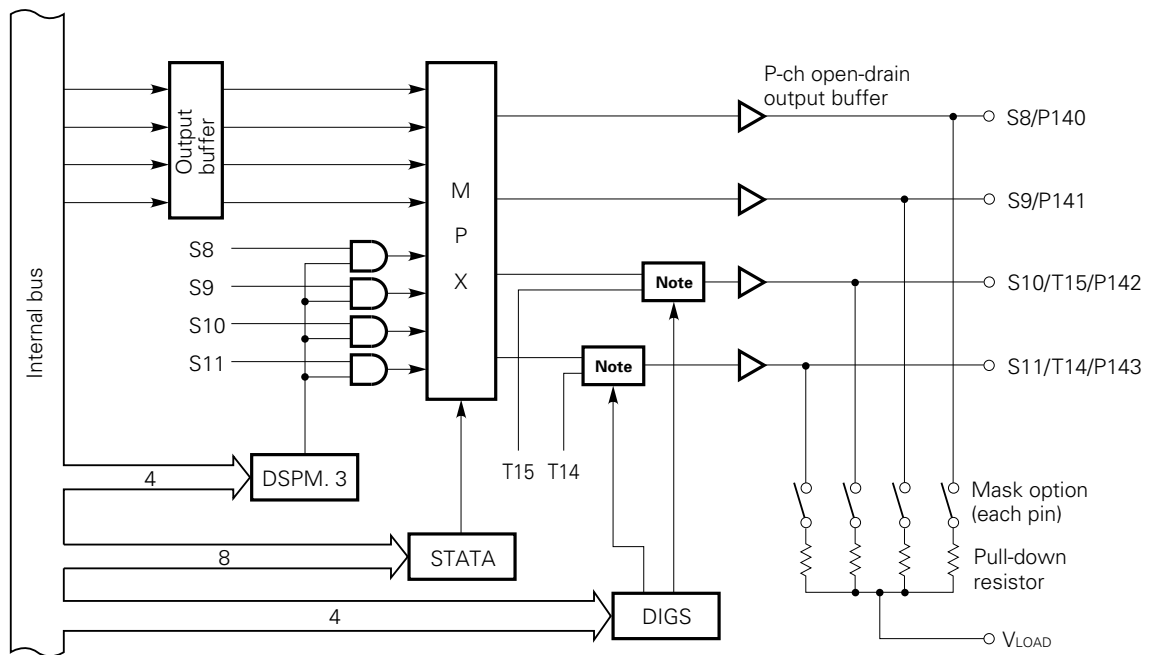 P-ch open-drain
output buffer
S8/P140
Output
buffer
M
P
X
S9/P141
S8
S9
S10
S11
Note
S10/T15/P142
Note
S11/T14/P143
Internal bus
T15 T14
4
DSPM. 3
Mask option
(each pin)
8
STATA
Pull-down
resistor
4
DIGS
VLOAD